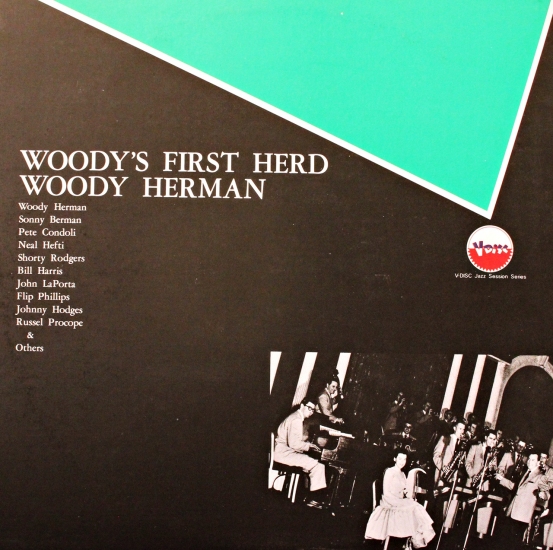 WOODY'S FIRST HERD
WOODY HERMAN
Woody Herman
Sonny Berman
Pete Condoli
Neal Hefti
Shorty Rodgers
Bill Harris
John LaPorta
Flip Phillips
Johnny Hodges
Russel Procope
&
Others
V-DISC
V-DISC Jazz Session Series